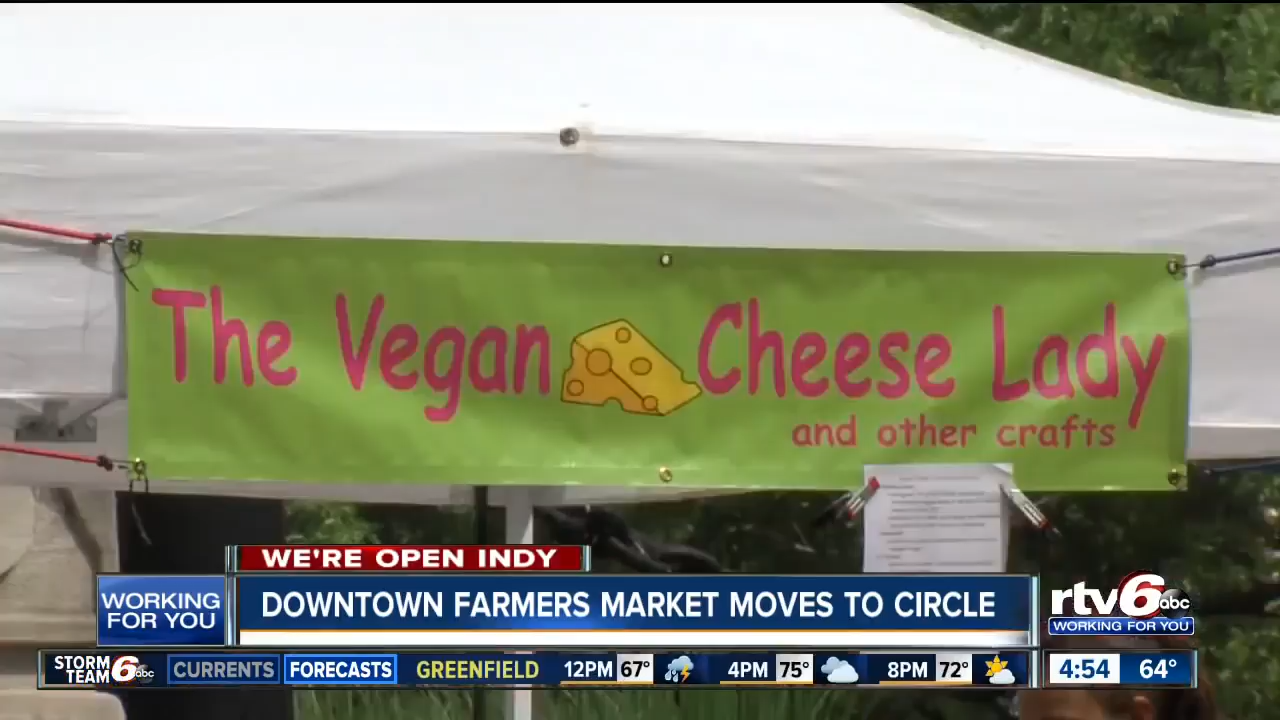 The Vegan Cheese Lady
and other crafts
WE'RE OPEN INDY
WORKING FOR YOU
DOWNTOWN FARMERS MARKET MOVES TO CIRCLE
rtv6 abc
WORKING FOR YOU
STORM TEAM 6 abc
CURRENTS FORECASTS GREENFIELD 12PM 67° 4PM 75° 8PM 72° 4:54 64°